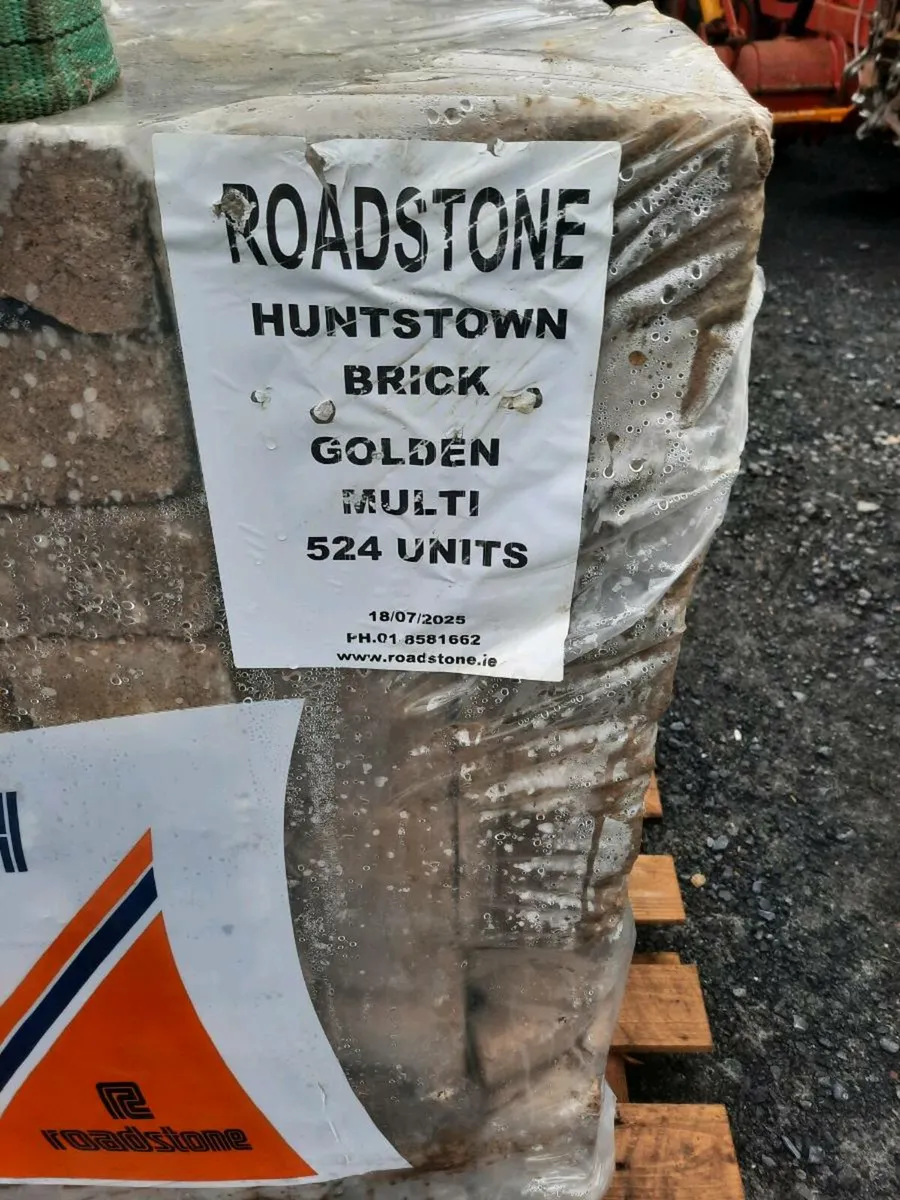 ROADSTONE
HUNTSTOWN
BRICK
GOLDEN
MULTI
524 UNITS
18/07/2025
PH.01 8581662
www.roadstone.ie
H
roadstone